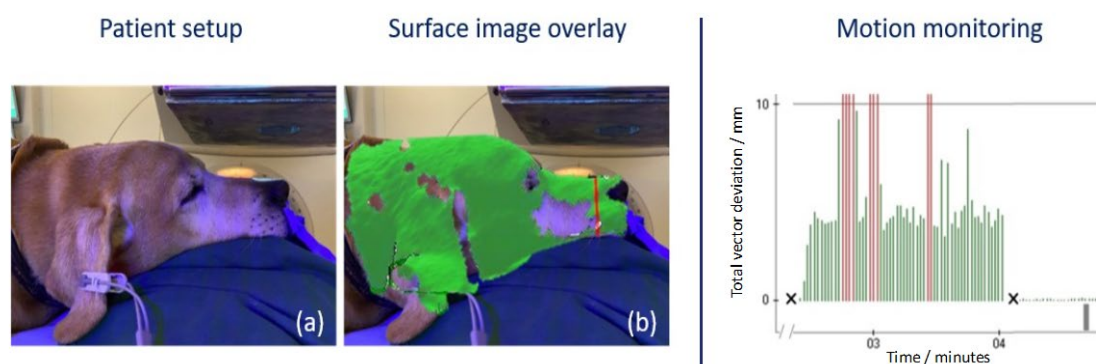 Patient setup
Surface image overlay
Motion monitoring
(a)
(b)
Total vector deviation / mm
10
0
03
04
Time / minutes